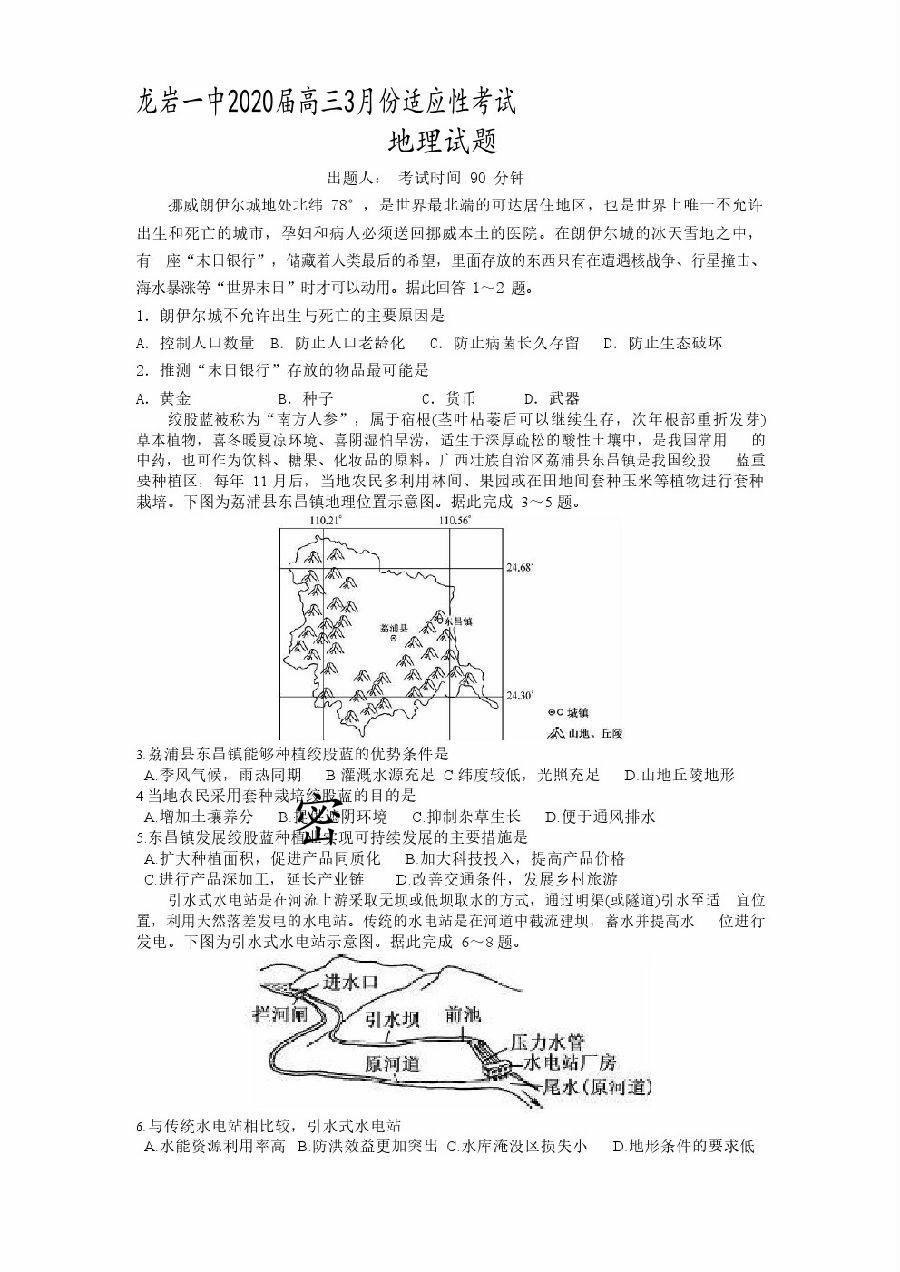 龙岩一中2020届高三3月份适应性考试
地理试题
出题人： 考试时间 90 分钟
挪威朗伊尔城地处北纬 78°，是世界最北端的可达居住地区，也是世界上唯一不允许
出生和死亡的城市，孕妇和病人必须送回挪威本土的医院。在朗伊尔城的冰天雪地之中，
有 座“末日银行”，储藏着人类最后的希望，里面存放的东西只有在遭遇核战争、行星撞击、
海水暴涨等“世界末日”时才可以动用。据此回答 1～2 题。
1．朗伊尔城不允许出生与死亡的主要原因是
A．控制人口数量 B．防止人口老龄化 C．防止病菌长久存留 D．防止生态破坏
2．推测“末日银行”存放的物品最可能是
A．黄金 B．种子 C．货币 D．武器
绞股蓝被称为“南方人参”，属于宿根(茎叶枯萎后可以继续生存，次年根部重新发芽)
草本植物，喜冬暖夏凉环境、喜阴湿怕旱涝，适生于深厚疏松的酸性土壤中，是我国常用 的
中药，也可作为饮料、糖果、化妆品的原料。广西壮族自治区荔浦县东昌镇是我国绞股 蓝重
要种植区，每年 11 月后，当地农民多利用林间、果园或在田地间套种玉米等植物进行套种
栽培。下图为荔浦县东昌镇地理位置示意图。据此完成 3～5 题。
110.21° 110.56°
24.68°
荔浦县 东昌镇
24.30°
城镇
山地、丘陵
3.荔浦县东昌镇能够种植绞股蓝的优势条件是
A.季风气候，雨热同期 B 灌溉水源充足 C 纬度较低，光照充足 D.山地丘陵地形
4 当地农民采用套种栽培绞股蓝的目的是
A.增加土壤养分 B.提供遮阴环境 C.抑制杂草生长 D.便于通风排水
密
5.东昌镇发展绞股蓝种植业实现可持续发展的主要措施是
A.扩大种植面积，促进产品同质化 B.加大科技投入，提高产品价格
C.进行产品深加工，延长产业链 D.改善交通条件，发展乡村旅游
引水式水电站是在河流上游采取无坝或低坝取水的方式，通过明渠(或隧道)引水至适 宜位
置，利用天然落差发电的水电站。传统的水电站是在河道中截流建坝，蓄水并提高水 位进行
发电。下图为引水式水电站示意图。据此完成 6～8 题。
进水口
拦河闸 引水坝 前池
压力水管
原河道 水电站厂房
尾水(原河道)
6.与传统水电站相比较，引水式水电站
A.水能资源利用率高 B.防洪效益更加突出 C.水库淹没区损失小 D.地形条件的要求低